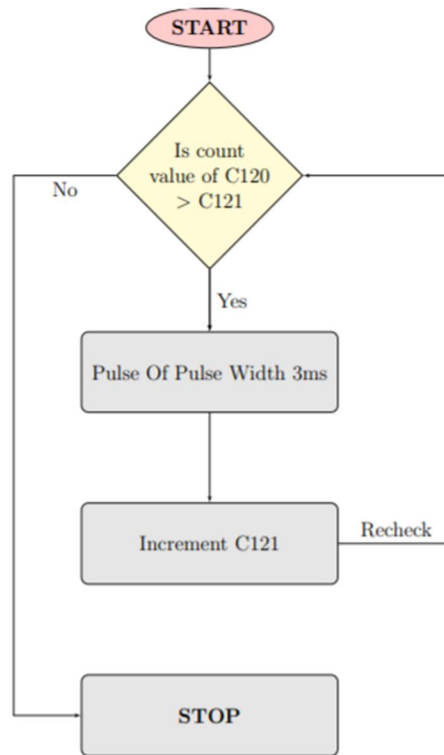 START
Is count
value of C120
> C121
No
Yes
Pulse Of Pulse Width 3ms
Increment C121
Recheck
STOP